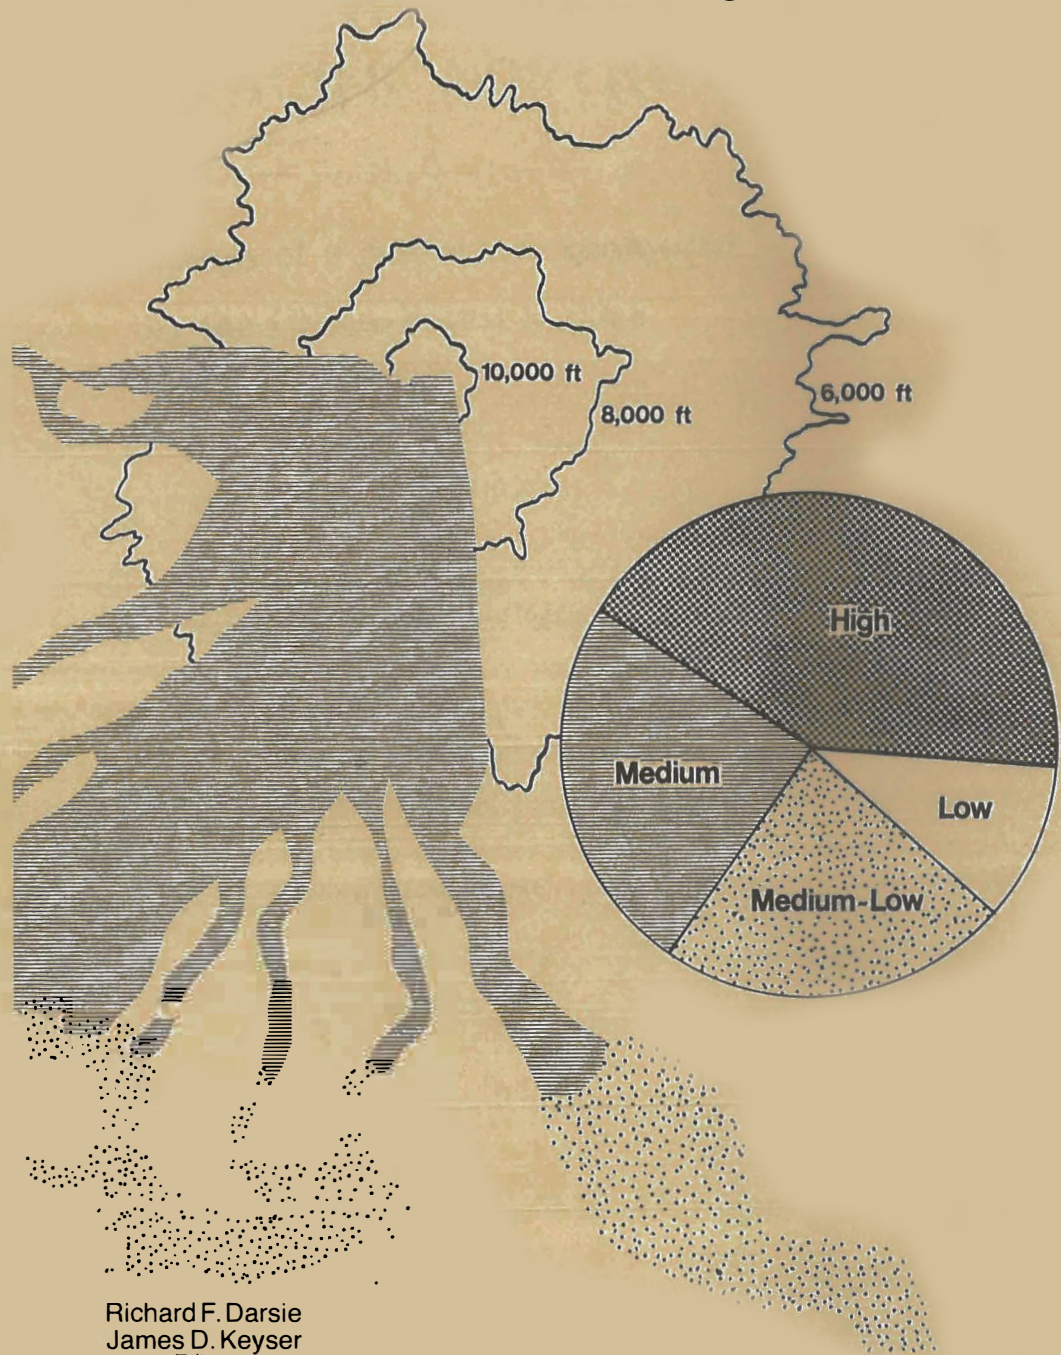 10,000 ft
8,000 ft
6,000 ft
High
Medium
Low
Medium-Low
Richard F. Darsie
James D. Keyser